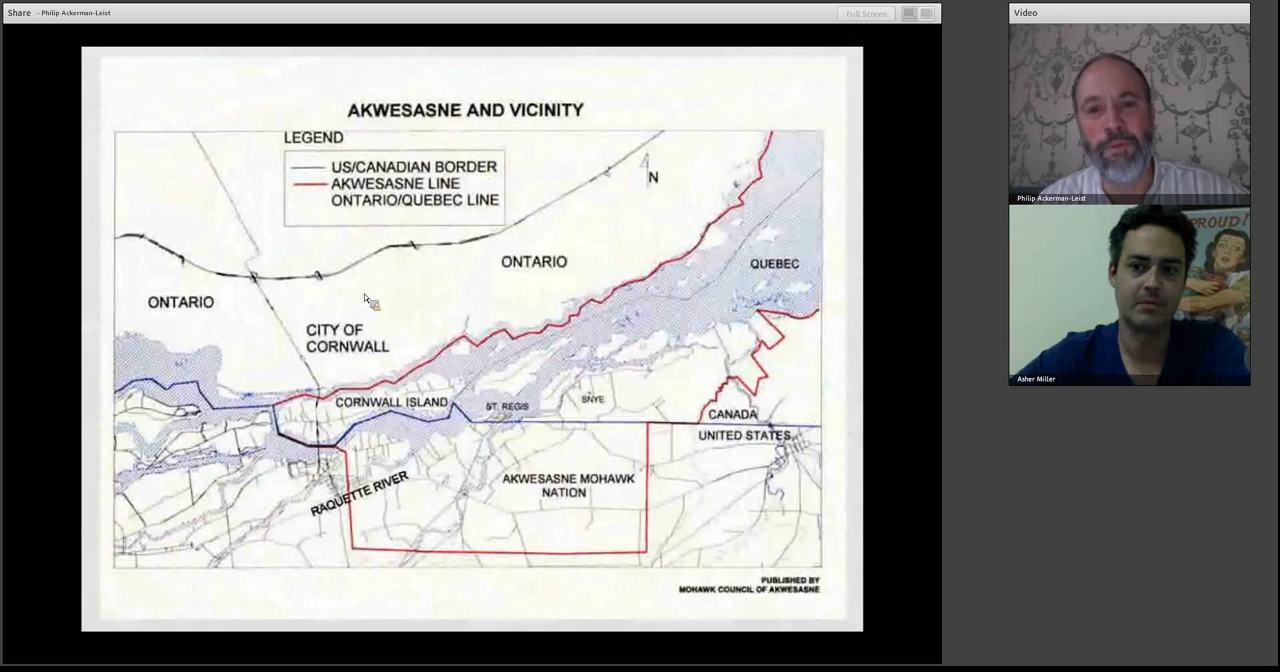 Share - Philip Ackerman-Leist
Full Screen
Video
AKWESASNE AND VICINITY
LEGEND
US/CANADIAN BORDER
AKWESASNE LINE
ONTARIO/QUEBEC LINE
N
ONTARIO
QUEBEC
ONTARIO
CITY OF
CORNWALL
CORNWALL ISLAND
ST. REGIS
SNYE
CANADA
UNITED STATES
AKWESASNE MOHAWK
NATION
RAQUETTE RIVER
PUBLISHED BY
MOHAWK COUNCIL OF AKWESASNE
Philip Ackerman-Leist
PROUD!
Asher Miller